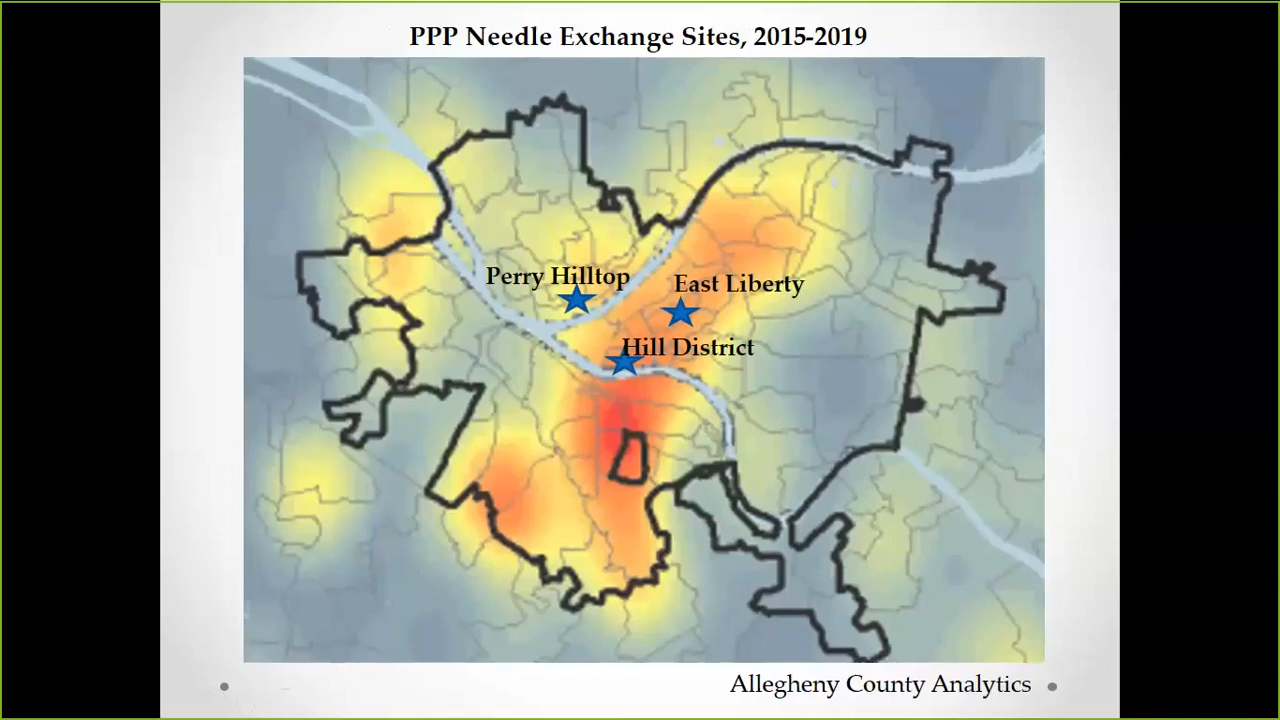 PPP Needle Exchange Sites, 2015-2019
Perry Hilltop
East Liberty
Hill District
Allegheny County Analytics